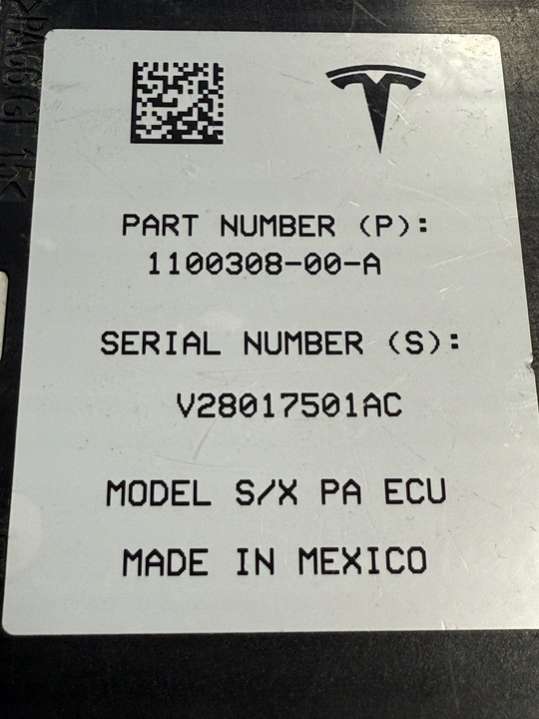 PART NUMBER (P):
1100308-00-A
SERIAL NUMBER (S):
V28017501AC
MODEL S/X PA ECU
MADE IN MEXICO